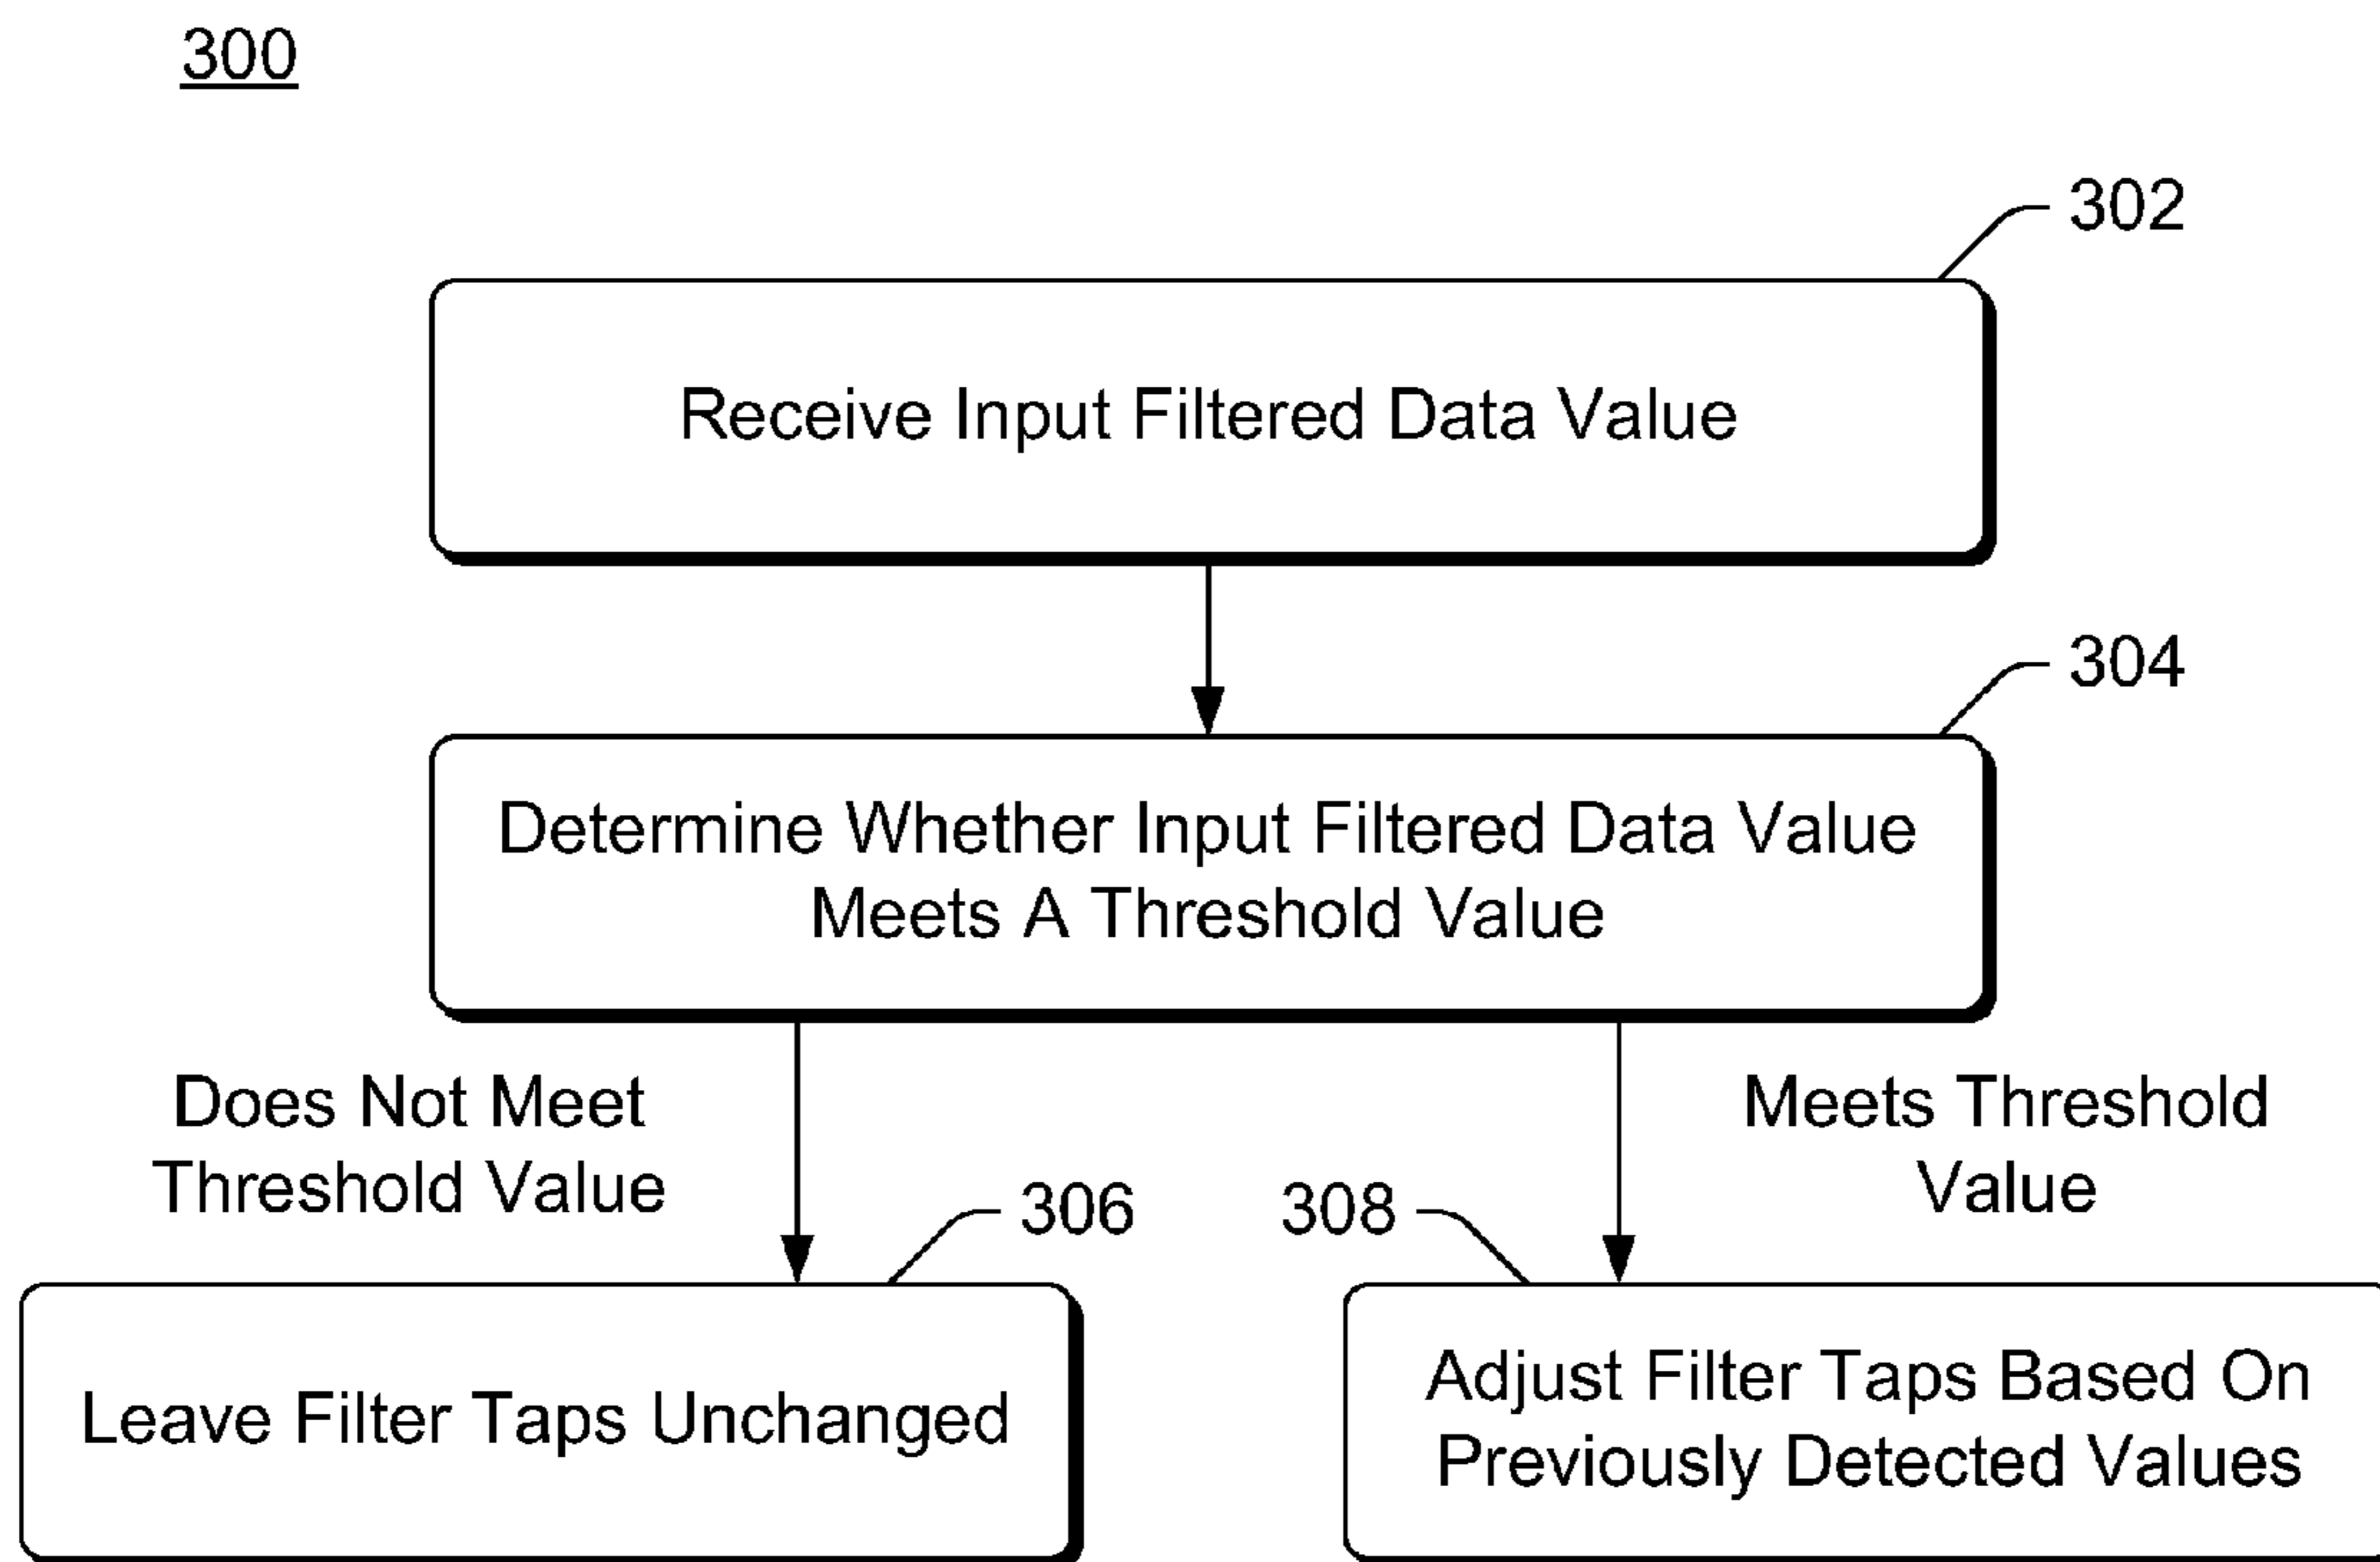 300
302
Receive Input Filtered Data Value
304
Determine Whether Input Filtered Data Value
Meets A Threshold Value
Does Not Meet
Threshold Value
Meets Threshold
Value
306
308
Leave Filter Taps Unchanged
Adjust Filter Taps Based On
Previously Detected Values